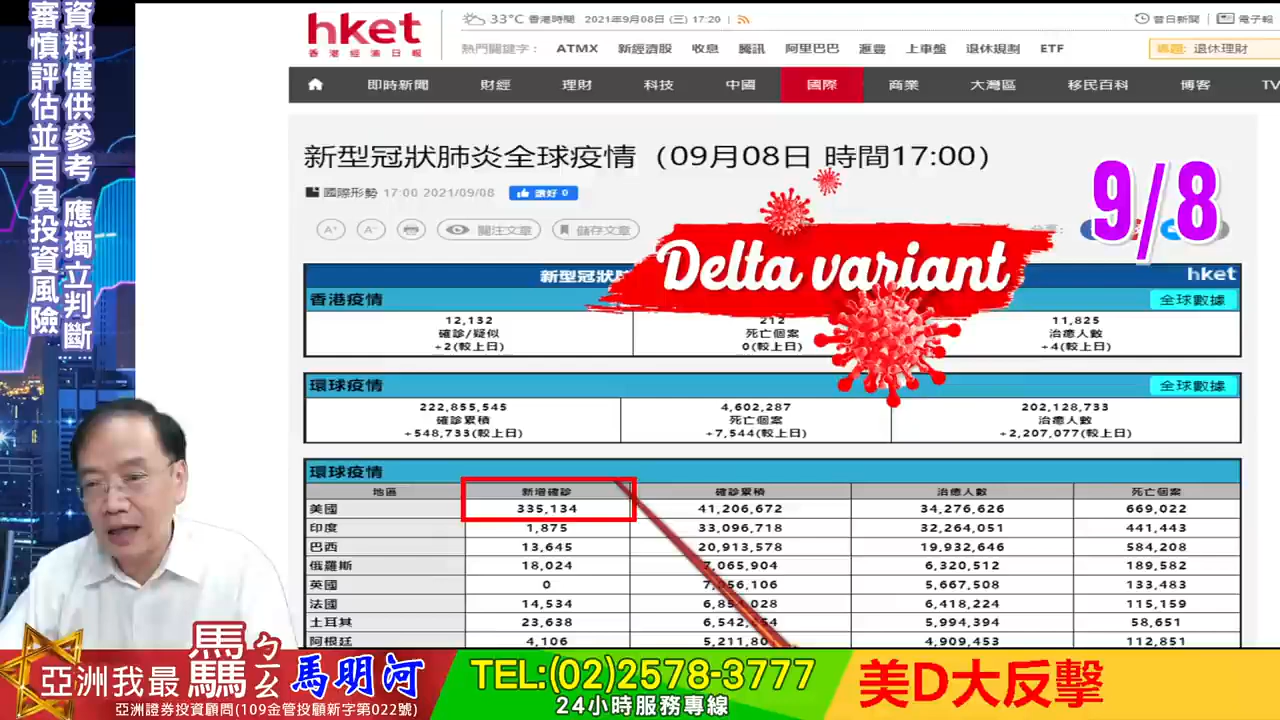 資料僅供參考 應獨立判斷
審慎評估並自負投資風險
hket
香港經濟日報
33°C 香港時間 2021年9月08日 (三) 17:20
昔日新聞 電子報
熱門關鍵字： ATMX 新經濟股 收息 騰訊 阿里巴巴 滙豐 上車盤 退休規劃 ETF
專題: 退休理財
即時新聞 財經 理財 科技 中國 國際 商業 大灣區 移民百科 博客 TV
新型冠狀肺炎全球疫情（09月08日 時間17:00）
國際形勢 17:00 2021/09/08 讚好 0
9/8
A+ A- 關注文章 儲存文章
Delta variant
新型冠狀 hket
香港疫情 全球數據
12,132 212 11,825
確診/疑似 死亡個案 治癒人數
+2(較上日) 0(較上日) +4(較上日)
環球疫情 全球數據
222,855,545 4,602,287 202,128,733
確診累積 死亡個案 治癒人數
+548,733(較上日) +7,544(較上日) +2,207,077(較上日)
環球疫情
地區 新增確診 確診累積 治癒人數 死亡個案
美國 335,134 41,206,672 34,276,626 669,022
印度 1,875 33,096,718 32,264,051 441,443
巴西 13,645 20,913,578 19,932,646 584,208
俄羅斯 18,024 7,065,904 6,320,512 189,582
英國 0 7,056,106 5,667,508 133,483
法國 14,534 6,418,224 115,159
土耳其 23,638 5,994,394 58,651
阿根廷 4,106 4,909,453 112,851
亞洲我最驫ㄅㄧㄠ 馬明河
亞洲證券投資顧問(109金管投顧新字第022號)
TEL:(02)2578-3777
24小時服務專線
美D大反擊